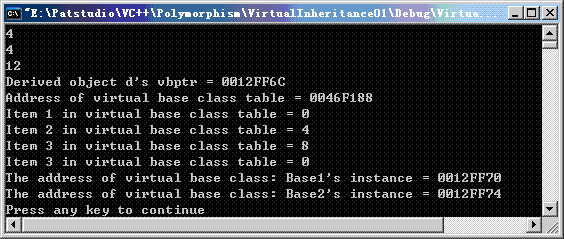 "E:\Patstudio\VC++\Polymorphism\VirtualInheritance01\Debug\Virtua...
4
4
12
Derived object d's vbptr = 0012FF6C
Address of virtual base class table = 0046F188
Item 1 in virtual base class table = 0
Item 2 in virtual base class table = 4
Item 3 in virtual base class table = 8
Item 3 in virtual base class table = 0
The address of virtual base class: Base1's instance = 0012FF70
The address of virtual base class: Base2's instance = 0012FF74
Press any key to continue